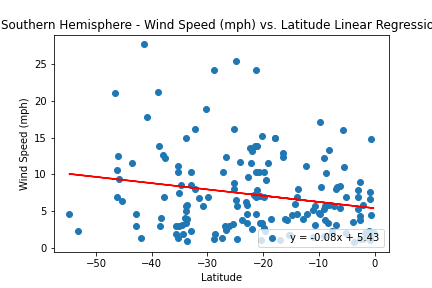 Southern Hemisphere - Wind Speed (mph) vs. Latitude Linear Regressio
25
20
15
10
5
0
Wind Speed (mph)
y = -0.08x + 5.43
−50 −40 −30 −20 −10 0
Latitude